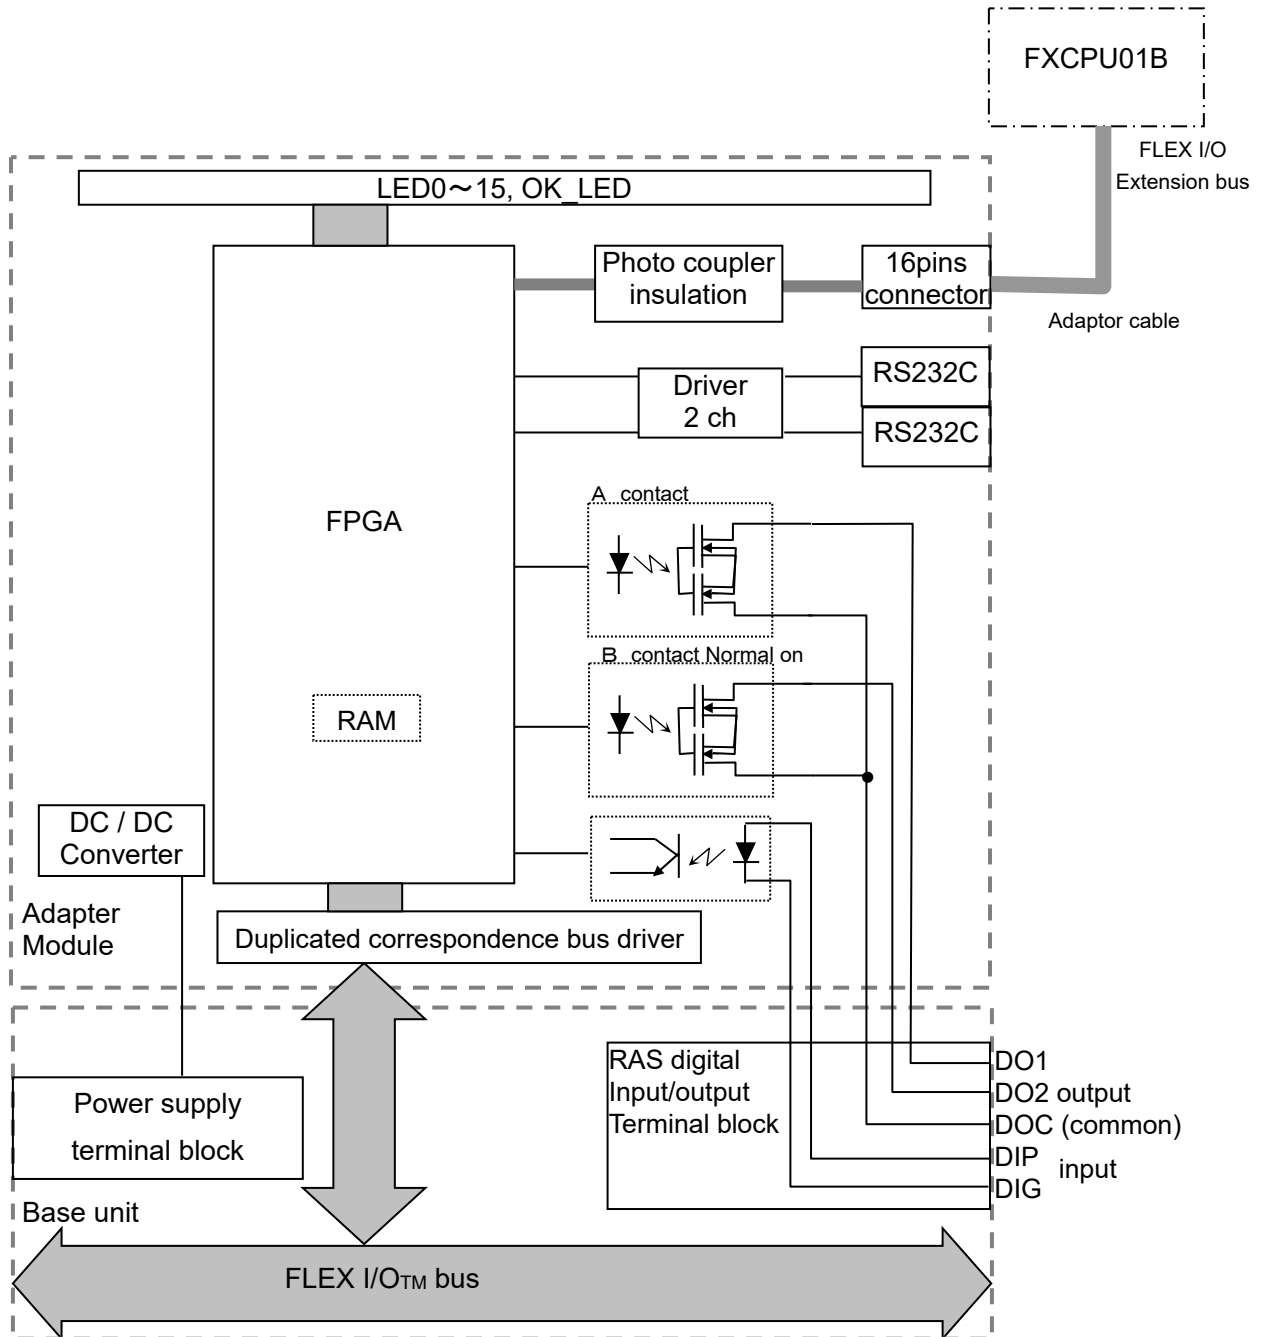 FXCPU01B
FLEX I/O
Extension bus
LED0～15, OK_LED
Photo coupler
insulation
16pins
connector
Adaptor cable
Driver
2 ch
RS232C
RS232C
A contact
FPGA
B contact Normal on
RAM
DC / DC
Converter
Adapter
Module
Duplicated correspondence bus driver
RAS digital
Input/output
Terminal block
DO1
DO2 output
DOC (common)
DIP
input
DIG
Power supply
terminal block
Base unit
FLEX I/OTM bus